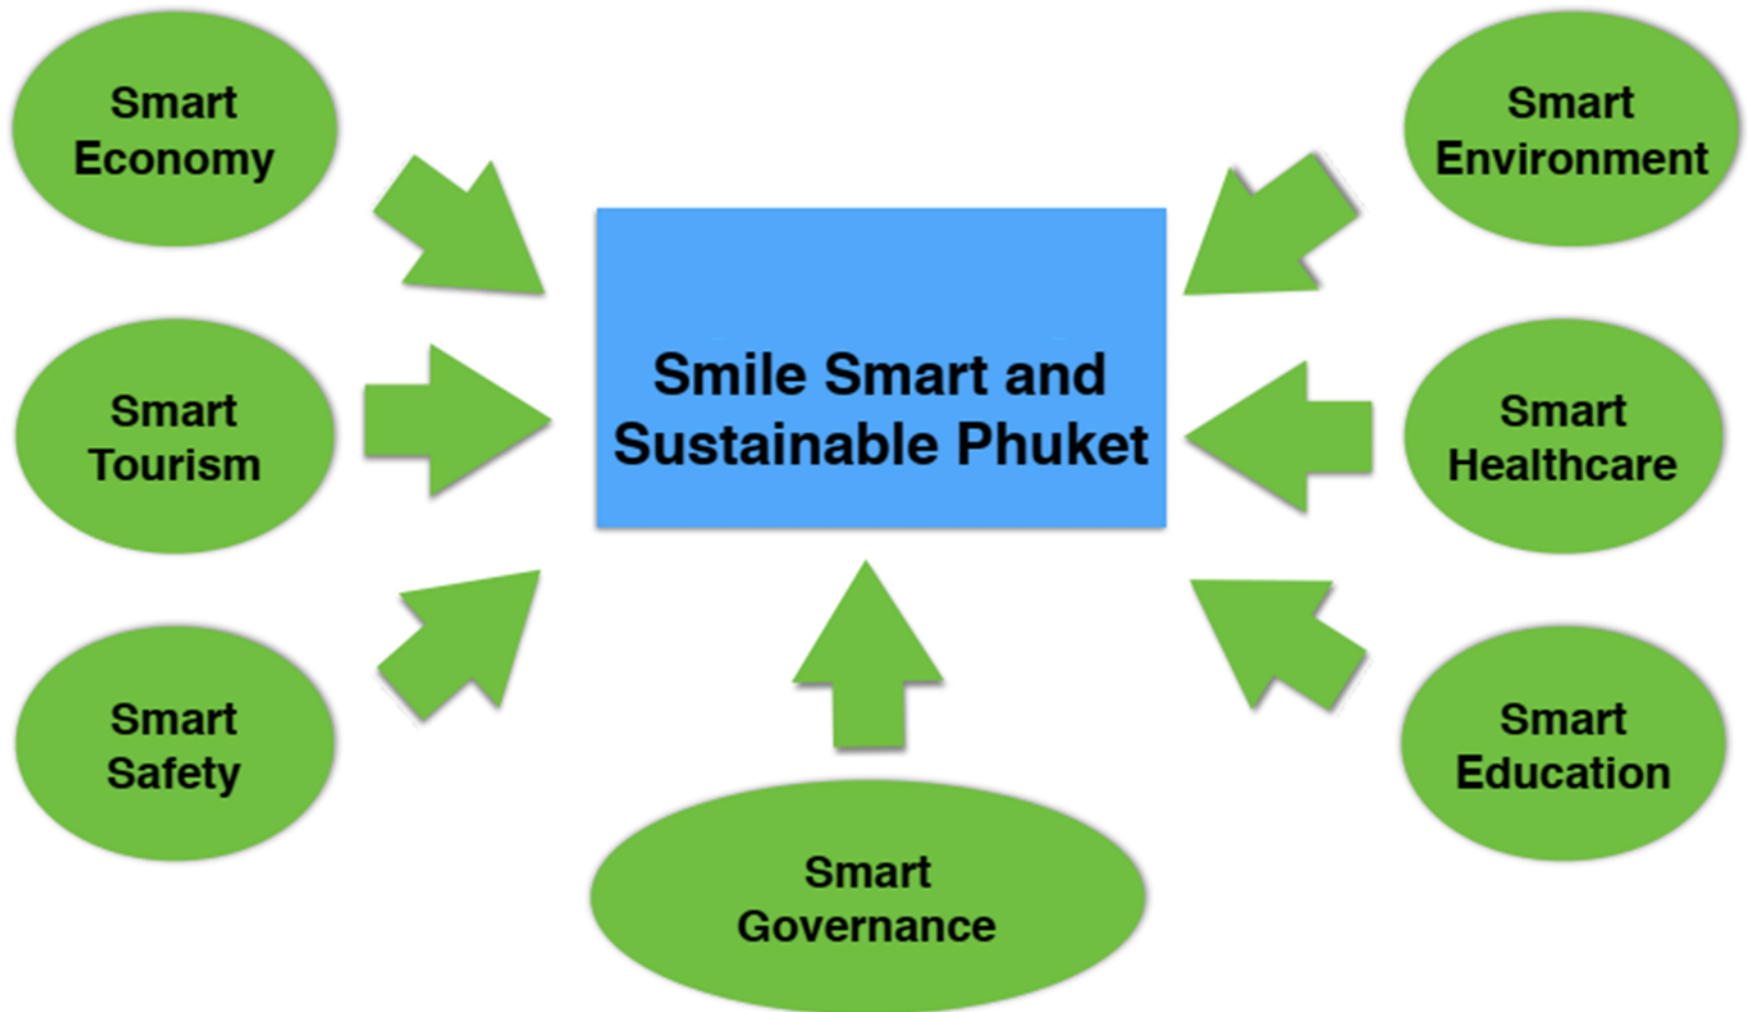 Smart
Economy
Smart
Environment
Smile Smart and
Sustainable Phuket
Smart
Tourism
Smart
Healthcare
Smart
Safety
Smart
Education
Smart
Governance